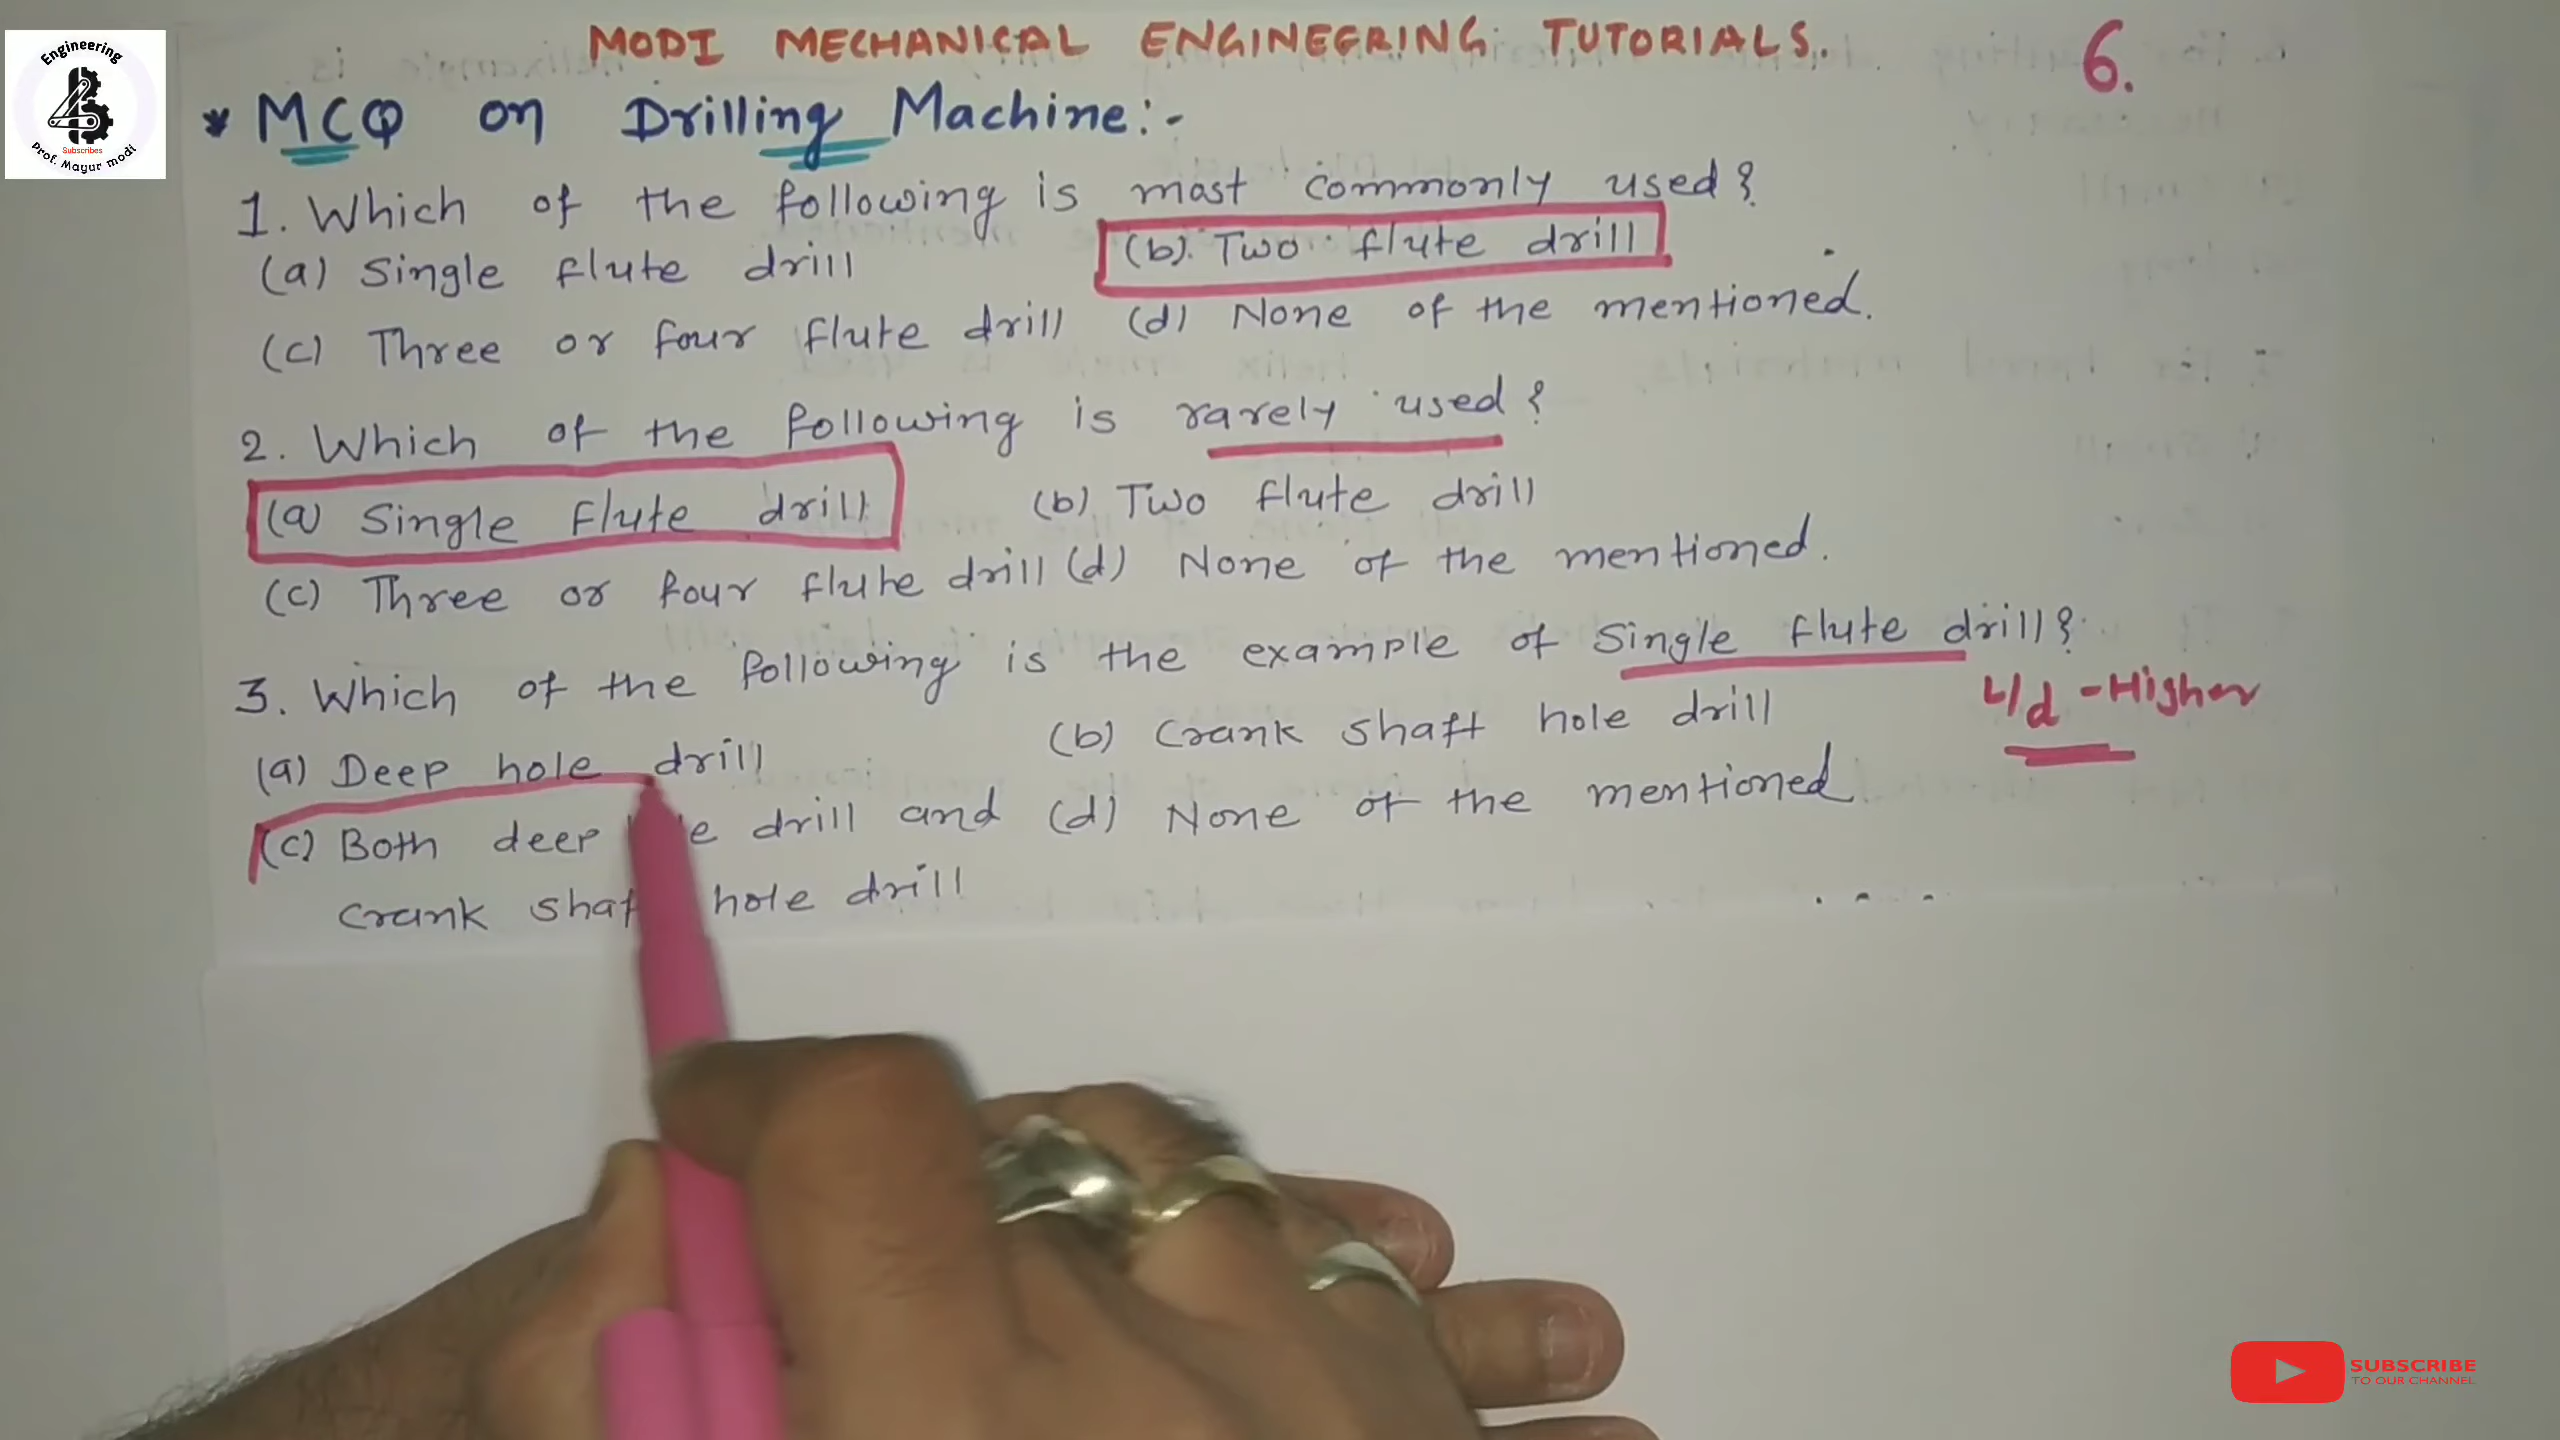 Engineering
Subscribes
Prof. Mayur modi
MODI MECHANICAL ENGINEERING TUTORIALS.
6.
* MCQ on Drilling Machine:-
1. Which of the following is most commonly used?
(a) Single flute drill (b). Two flute drill
(c) Three or four flute drill (d) None of the mentioned.
2. Which of the following is rarely used?
(a) Single flute drill (b) Two flute drill
(c) Three or four flute drill (d) None of the mentioned.
3. Which of the following is the example of single flute drill?
L/d - Higher
(a) Deep hole drill (b) Crank shaft hole drill
(c) Both deep drill and (d) None of the mentioned
crank hole drill
SUBSCRIBE
TO OUR CHANNEL